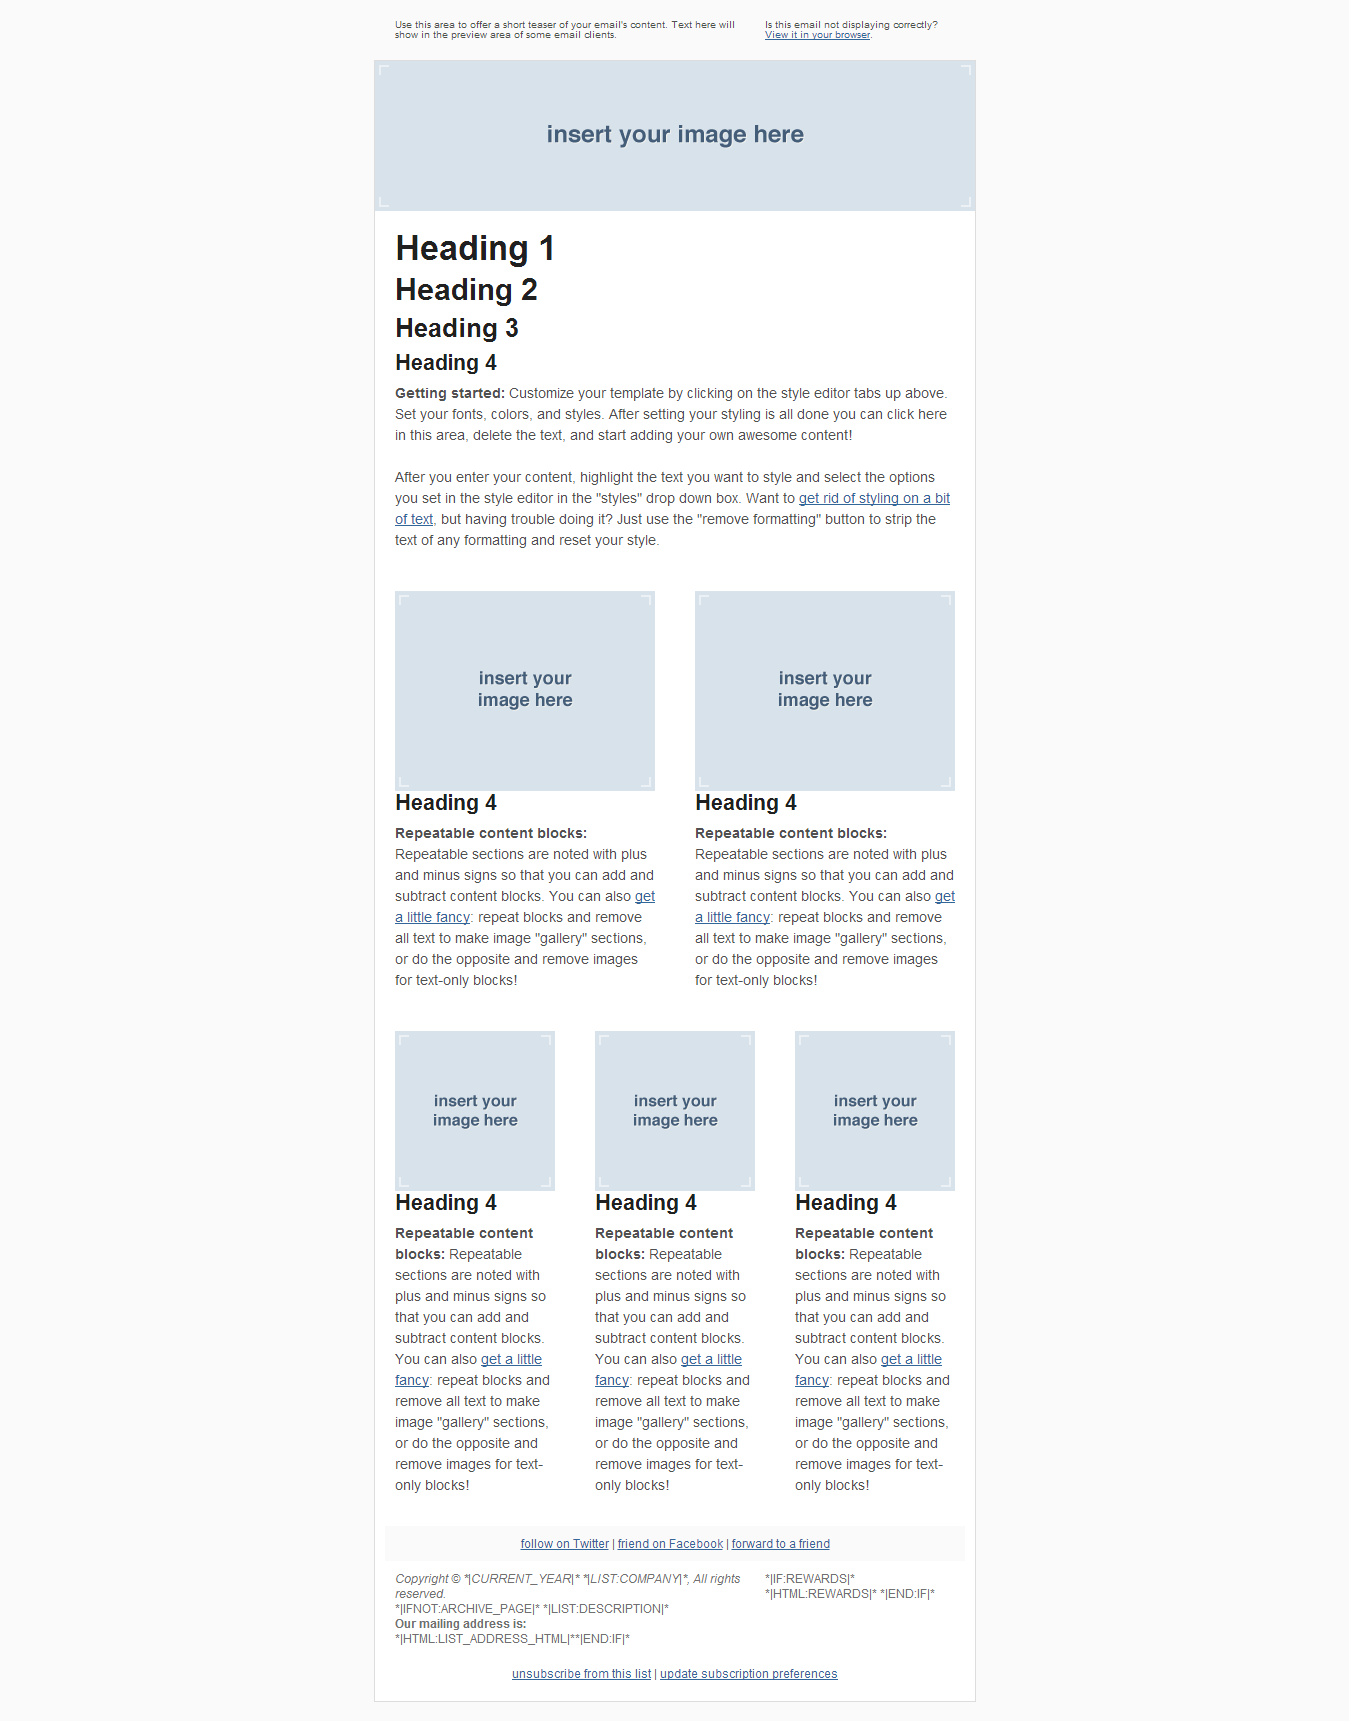 Use this area to offer a short teaser of your email's content. Text here will
show in the preview area of some email clients.
Is this email not displaying correctly?
View it in your browser.
insert your image here
Heading 1
Heading 2
Heading 3
Heading 4
Getting started: Customize your template by clicking on the style editor tabs up above.
Set your fonts, colors, and styles. After setting your styling is all done you can click here
in this area, delete the text, and start adding your own awesome content!
After you enter your content, highlight the text you want to style and select the options
you set in the style editor in the "styles" drop down box. Want to get rid of styling on a bit
of text, but having trouble doing it? Just use the "remove formatting" button to strip the
text of any formatting and reset your style.
insert your
image here
Heading 4
Repeatable content blocks:
Repeatable sections are noted with plus
and minus signs so that you can add and
subtract content blocks. You can also get
a little fancy: repeat blocks and remove
all text to make image "gallery" sections,
or do the opposite and remove images
for text-only blocks!
insert your
image here
Heading 4
Repeatable content blocks:
Repeatable sections are noted with plus
and minus signs so that you can add and
subtract content blocks. You can also get
a little fancy: repeat blocks and remove
all text to make image "gallery" sections,
or do the opposite and remove images
for text-only blocks!
insert your
image here
Heading 4
Repeatable content
blocks: Repeatable
sections are noted with
plus and minus signs so
that you can add and
subtract content blocks.
You can also get a little
fancy: repeat blocks and
remove all text to make
image "gallery" sections,
or do the opposite and
remove images for text-
only blocks!
insert your
image here
Heading 4
Repeatable content
blocks: Repeatable
sections are noted with
plus and minus signs so
that you can add and
subtract content blocks.
You can also get a little
fancy: repeat blocks and
remove all text to make
image "gallery" sections,
or do the opposite and
remove images for text-
only blocks!
insert your
image here
Heading 4
Repeatable content
blocks: Repeatable
sections are noted with
plus and minus signs so
that you can add and
subtract content blocks.
You can also get a little
fancy: repeat blocks and
remove all text to make
image "gallery" sections,
or do the opposite and
remove images for text-
only blocks!
follow on Twitter | friend on Facebook | forward to a friend
Copyright © *|CURRENT_YEAR|* *|LIST:COMPANY|*, All rights
reserved.
*|IFNOT:ARCHIVE_PAGE|* *|LIST:DESCRIPTION|*
Our mailing address is:
*|HTML:LIST_ADDRESS_HTML|**|END:IF|*
*|IF:REWARDS|*
*|HTML:REWARDS|* *|END:IF|*
unsubscribe from this list | update subscription preferences